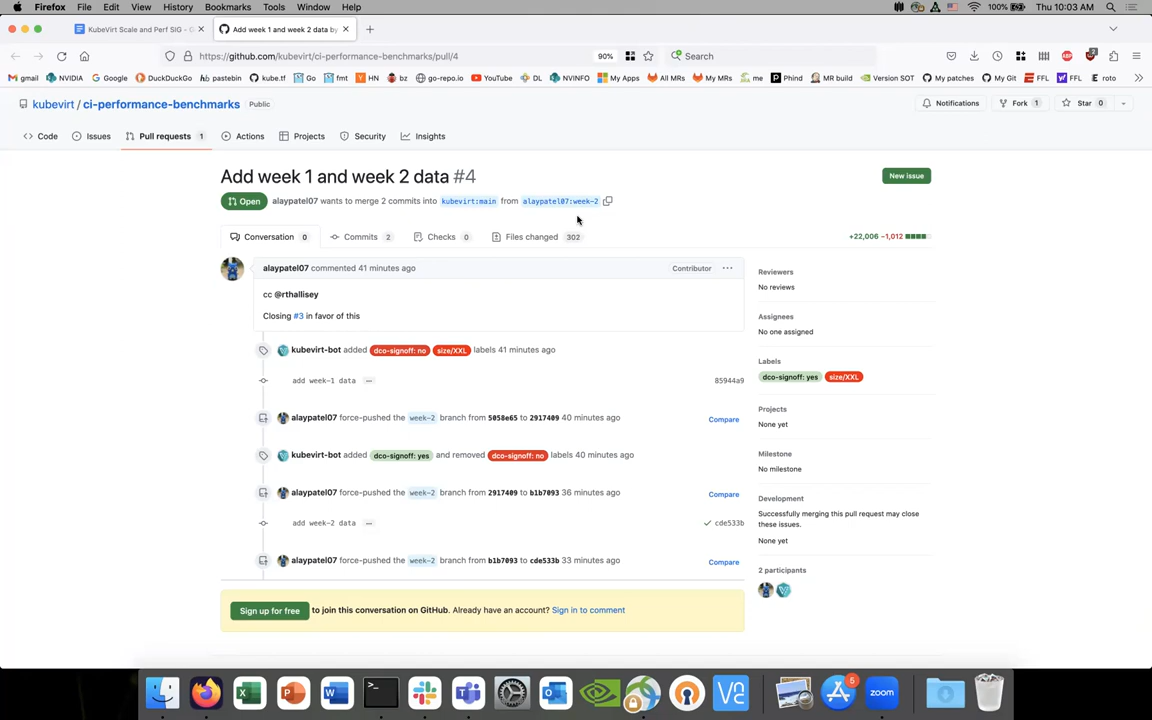 Firefox File Edit View History Bookmarks Tools Window Help 100% Thu 10:03 AM
KubeVirt Scale and Perf SIG - G × Add week 1 and week 2 data by ×
https://github.com/kubevirt/ci-performance-benchmarks/pull/4 90% Search
gmail NVIDIA Google DuckDuckGo pastebin kube.tf Go fmt HN bz go-repo.io YouTube DL NVINFO My Apps All MRs My MRs me Phind MR build Version SOT My patches My Git FFL FFL roto
kubevirt / ci-performance-benchmarks Public Notifications Fork 1 Star 0
Code Issues Pull requests 1 Actions Projects Security Insights
Add week 1 and week 2 data #4 New issue
Open alaypatel07 wants to merge 2 commits into kubevirt:main from alaypatel07:week-2
Conversation 0 Commits 2 Checks 0 Files changed 302 +22,006 −1,012
alaypatel07 commented 41 minutes ago Contributor ···
cc @rthallisey
Closing #3 in favor of this
kubevirt-bot added dco-signoff: no size/XXL labels 41 minutes ago
add week-1 data ··· 85944a9
alaypatel07 force-pushed the week-2 branch from 5058e65 to 2917409 40 minutes ago Compare
kubevirt-bot added dco-signoff: yes and removed dco-signoff: no labels 40 minutes ago
alaypatel07 force-pushed the week-2 branch from 2917409 to b1b7093 36 minutes ago Compare
add week-2 data ··· cde533b
alaypatel07 force-pushed the week-2 branch from b1b7093 to cde533b 33 minutes ago Compare
Sign up for free to join this conversation on GitHub. Already have an account? Sign in to comment
Reviewers
No reviews
Assignees
No one assigned
Labels
dco-signoff: yes size/XXL
Projects
None yet
Milestone
No milestone
Development
Successfully merging this pull request may close
these issues.
None yet
2 participants
zoom
5